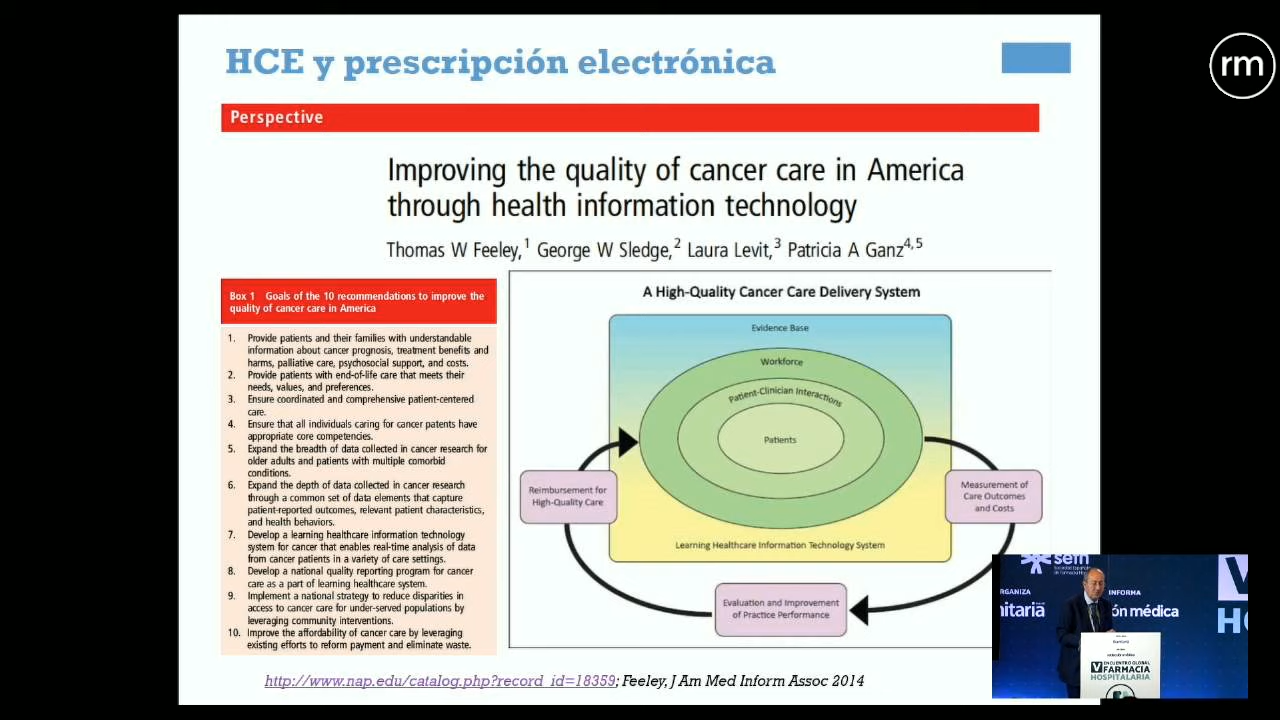 HCE y prescripción electrónica
rm
Perspective
Improving the quality of cancer care in America
through health information technology
Thomas W Feeley,1 George W Sledge,2 Laura Levit,3 Patricia A Ganz4,5
Box 1 Goals of the 10 recommendations to improve the
quality of cancer care in America
1. Provide patients and their families with understandable
information about cancer prognosis, treatment benefits and
harms, palliative care, psychosocial support, and costs.
2. Provide patients with end-of-life care that meets their
needs, values, and preferences.
3. Ensure coordinated and comprehensive patient-centered
care.
4. Ensure that all individuals caring for cancer patents have
appropriate core competencies.
5. Expand the breadth of data collected in cancer research for
older adults and patients with multiple comorbid
conditions.
6. Expand the depth of data collected in cancer research
through a common set of data elements that capture
patient-reported outcomes, relevant patient characteristics,
and health behaviors.
7. Develop a learning healthcare information technology
system for cancer that enables real-time analysis of data
from cancer patients in a variety of care settings.
8. Develop a national quality reporting program for cancer
care as a part of learning healthcare system.
9. Implement a national strategy to reduce disparities in
access to cancer care for under-served populations by
leveraging community interventions.
10. Improve the affordability of cancer care by leveraging
existing efforts to reform payment and eliminate waste.
A High-Quality Cancer Care Delivery System
Evidence Base
Workforce
Patient-Clinician Interactions
Patients
Reimbursement for
High-Quality Care
Measurement of
Care Outcomes
and Costs
Learning Healthcare Information Technology System
Evaluation and Improvement
of Practice Performance
http://www.nap.edu/catalog.php?record_id=18359; Feeley, J Am Med Inform Assoc 2014
INFORMA
ón médica
V ENCUENTRO GLOBAL
FARMACIA
HOSPITALARIA